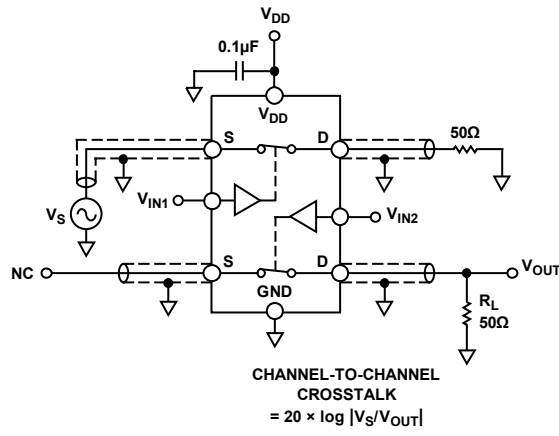 VDD
0.1µF
VDD
S
D
50Ω
VS
VIN1
VIN2
NC
S
D
VOUT
GND
RL
50Ω
CHANNEL-TO-CHANNEL
CROSSTALK
= 20 × log |VS/VOUT|